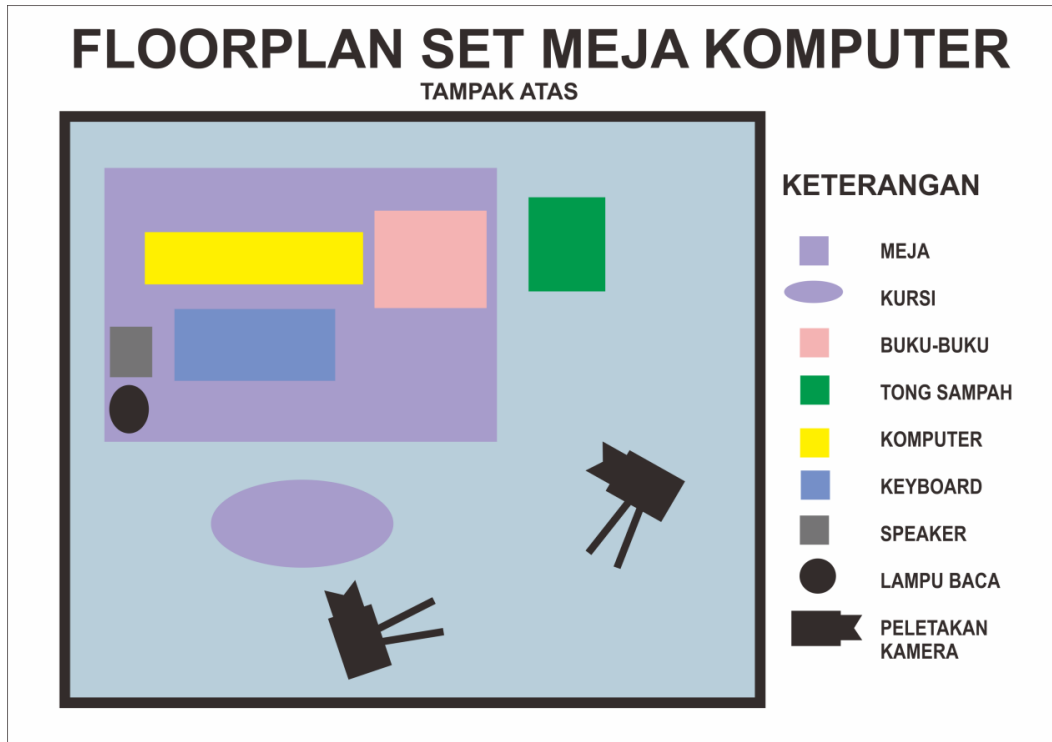 FLOORPLAN SET MEJA KOMPUTER
TAMPAK ATAS
KETERANGAN
MEJA
KURSI
BUKU-BUKU
TONG SAMPAH
KOMPUTER
KEYBOARD
SPEAKER
LAMPU BACA
PELETAKAN
KAMERA